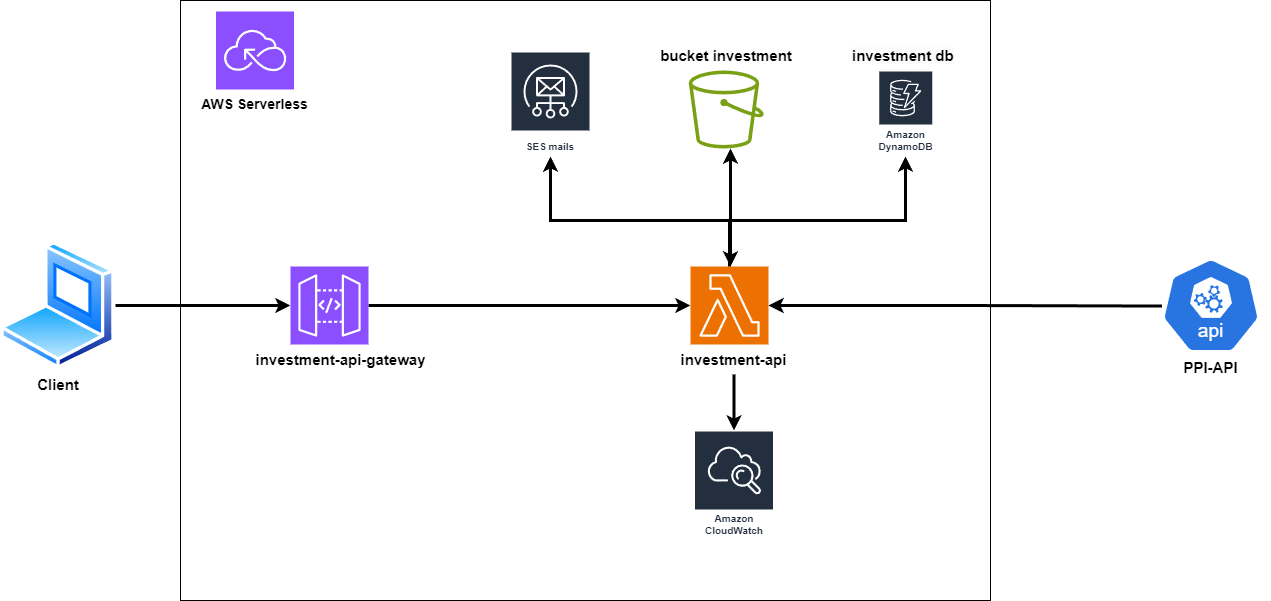 AWS Serverless
SES mails
bucket investment
investment db
Amazon
DynamoDB
Client
</>
investment-api-gateway
investment-api
api
PPI-API
Amazon
CloudWatch